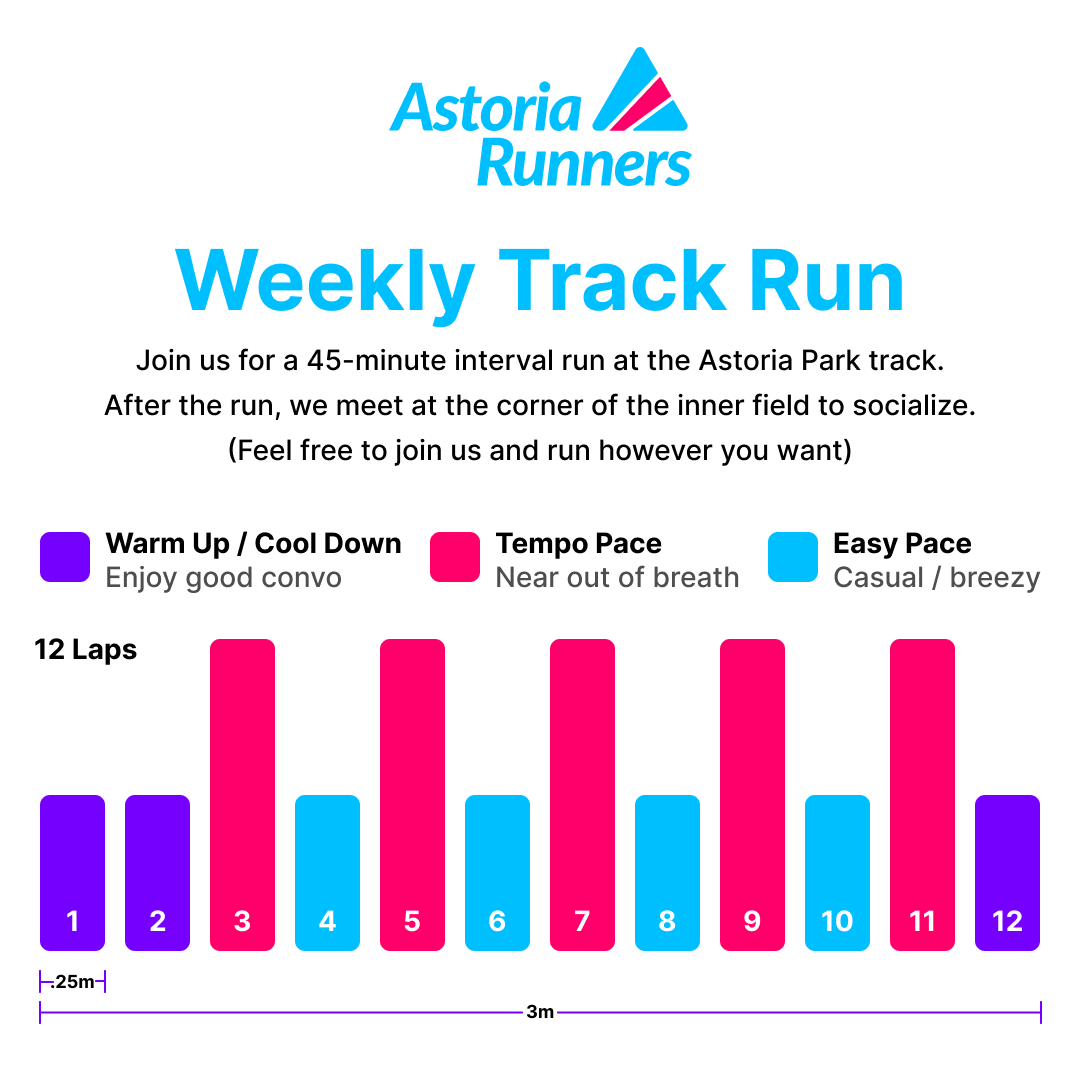 Astoria
Runners
Weekly Track Run
Join us for a 45-minute interval run at the Astoria Park track.
After the run, we meet at the corner of the inner field to socialize.
(Feel free to join us and run however you want)
Warm Up / Cool Down
Enjoy good convo
Tempo Pace
Near out of breath
Easy Pace
Casual / breezy
12 Laps
1 2 3 4 5 6 7 8 9 10 11 12
.25m
3m